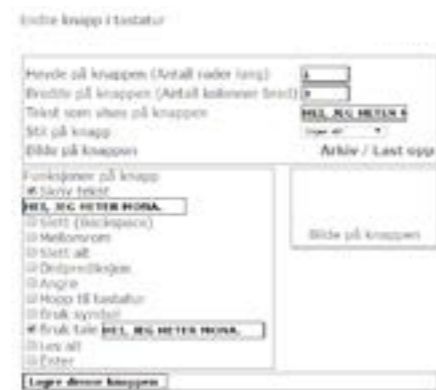 Endre knapp i tastatur
Høyde på knappen (Antall rader lang)
Bredde på knappen (Antall kolonner bred)
Tekst som vises på knappen HEI, JEG HETER M
Stil på knapp
Bilde på knappen Arkiv / Last opp
Funksjoner på knapp
Skriv tekst
HEI, JEG HETER MONA.
Slett (Backspace)
Mellomrom
Slett alt
Ordprediksjon
Angre
Hopp til tastatur
Bruk symbol
Bruk tale HEI, JEG HETER MONA.
Les alt
Enter
Bilde på knappen
Lagre denne knappen